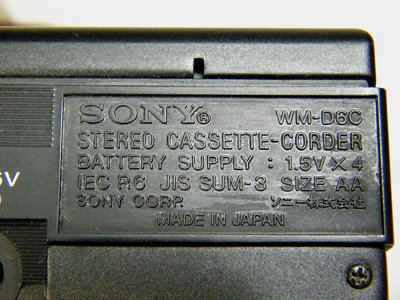 SONY® WM-D6C
STEREO CASSETTE-CORDER
BATTERY SUPPLY : 1.5V×4
IEC R6 JIS SUM-3 SIZE AA
SONY CORP. ソニー株式会社
MADE IN JAPAN
V